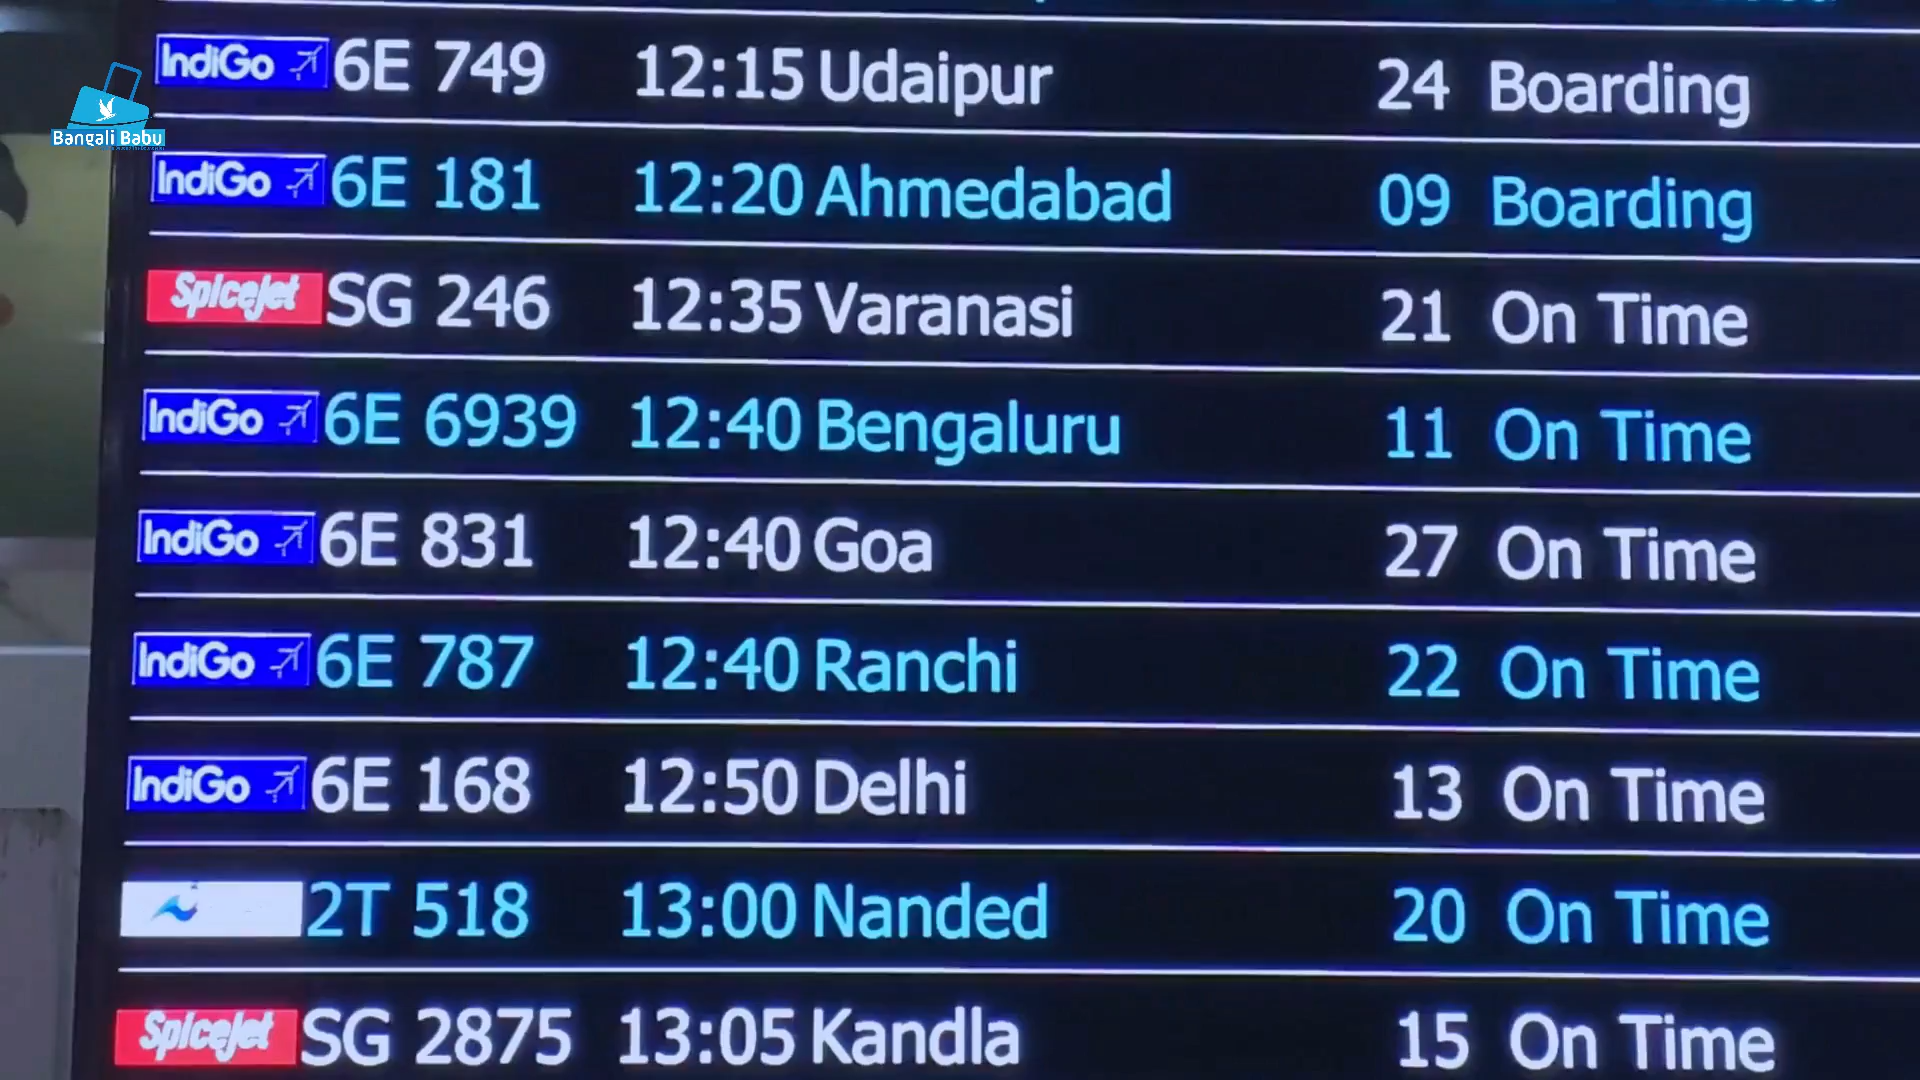 IndiGo 6E 749 12:15 Udaipur 24 Boarding
Bangali Babu
IndiGo 6E 181 12:20 Ahmedabad 09 Boarding
SpiceJet SG 246 12:35 Varanasi 21 On Time
IndiGo 6E 6939 12:40 Bengaluru 11 On Time
IndiGo 6E 831 12:40 Goa 27 On Time
IndiGo 6E 787 12:40 Ranchi 22 On Time
IndiGo 6E 168 12:50 Delhi 13 On Time
2T 518 13:00 Nanded 20 On Time
SpiceJet SG 2875 13:05 Kandla 15 On Time